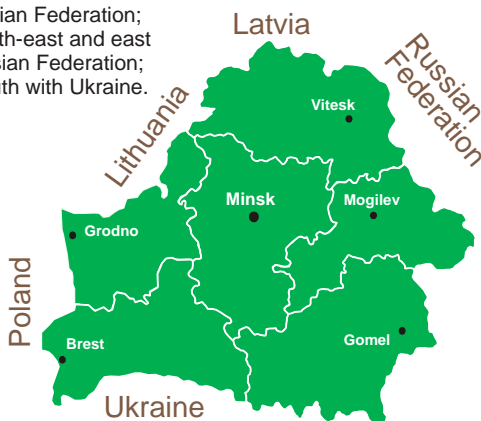 ian Federation;
th-east and east
sian Federation;
uth with Ukraine.
Latvia
Russian
Federation
Lithuania
Vitesk
Minsk
Mogilev
Grodno
Poland
Brest
Gomel
Ukraine